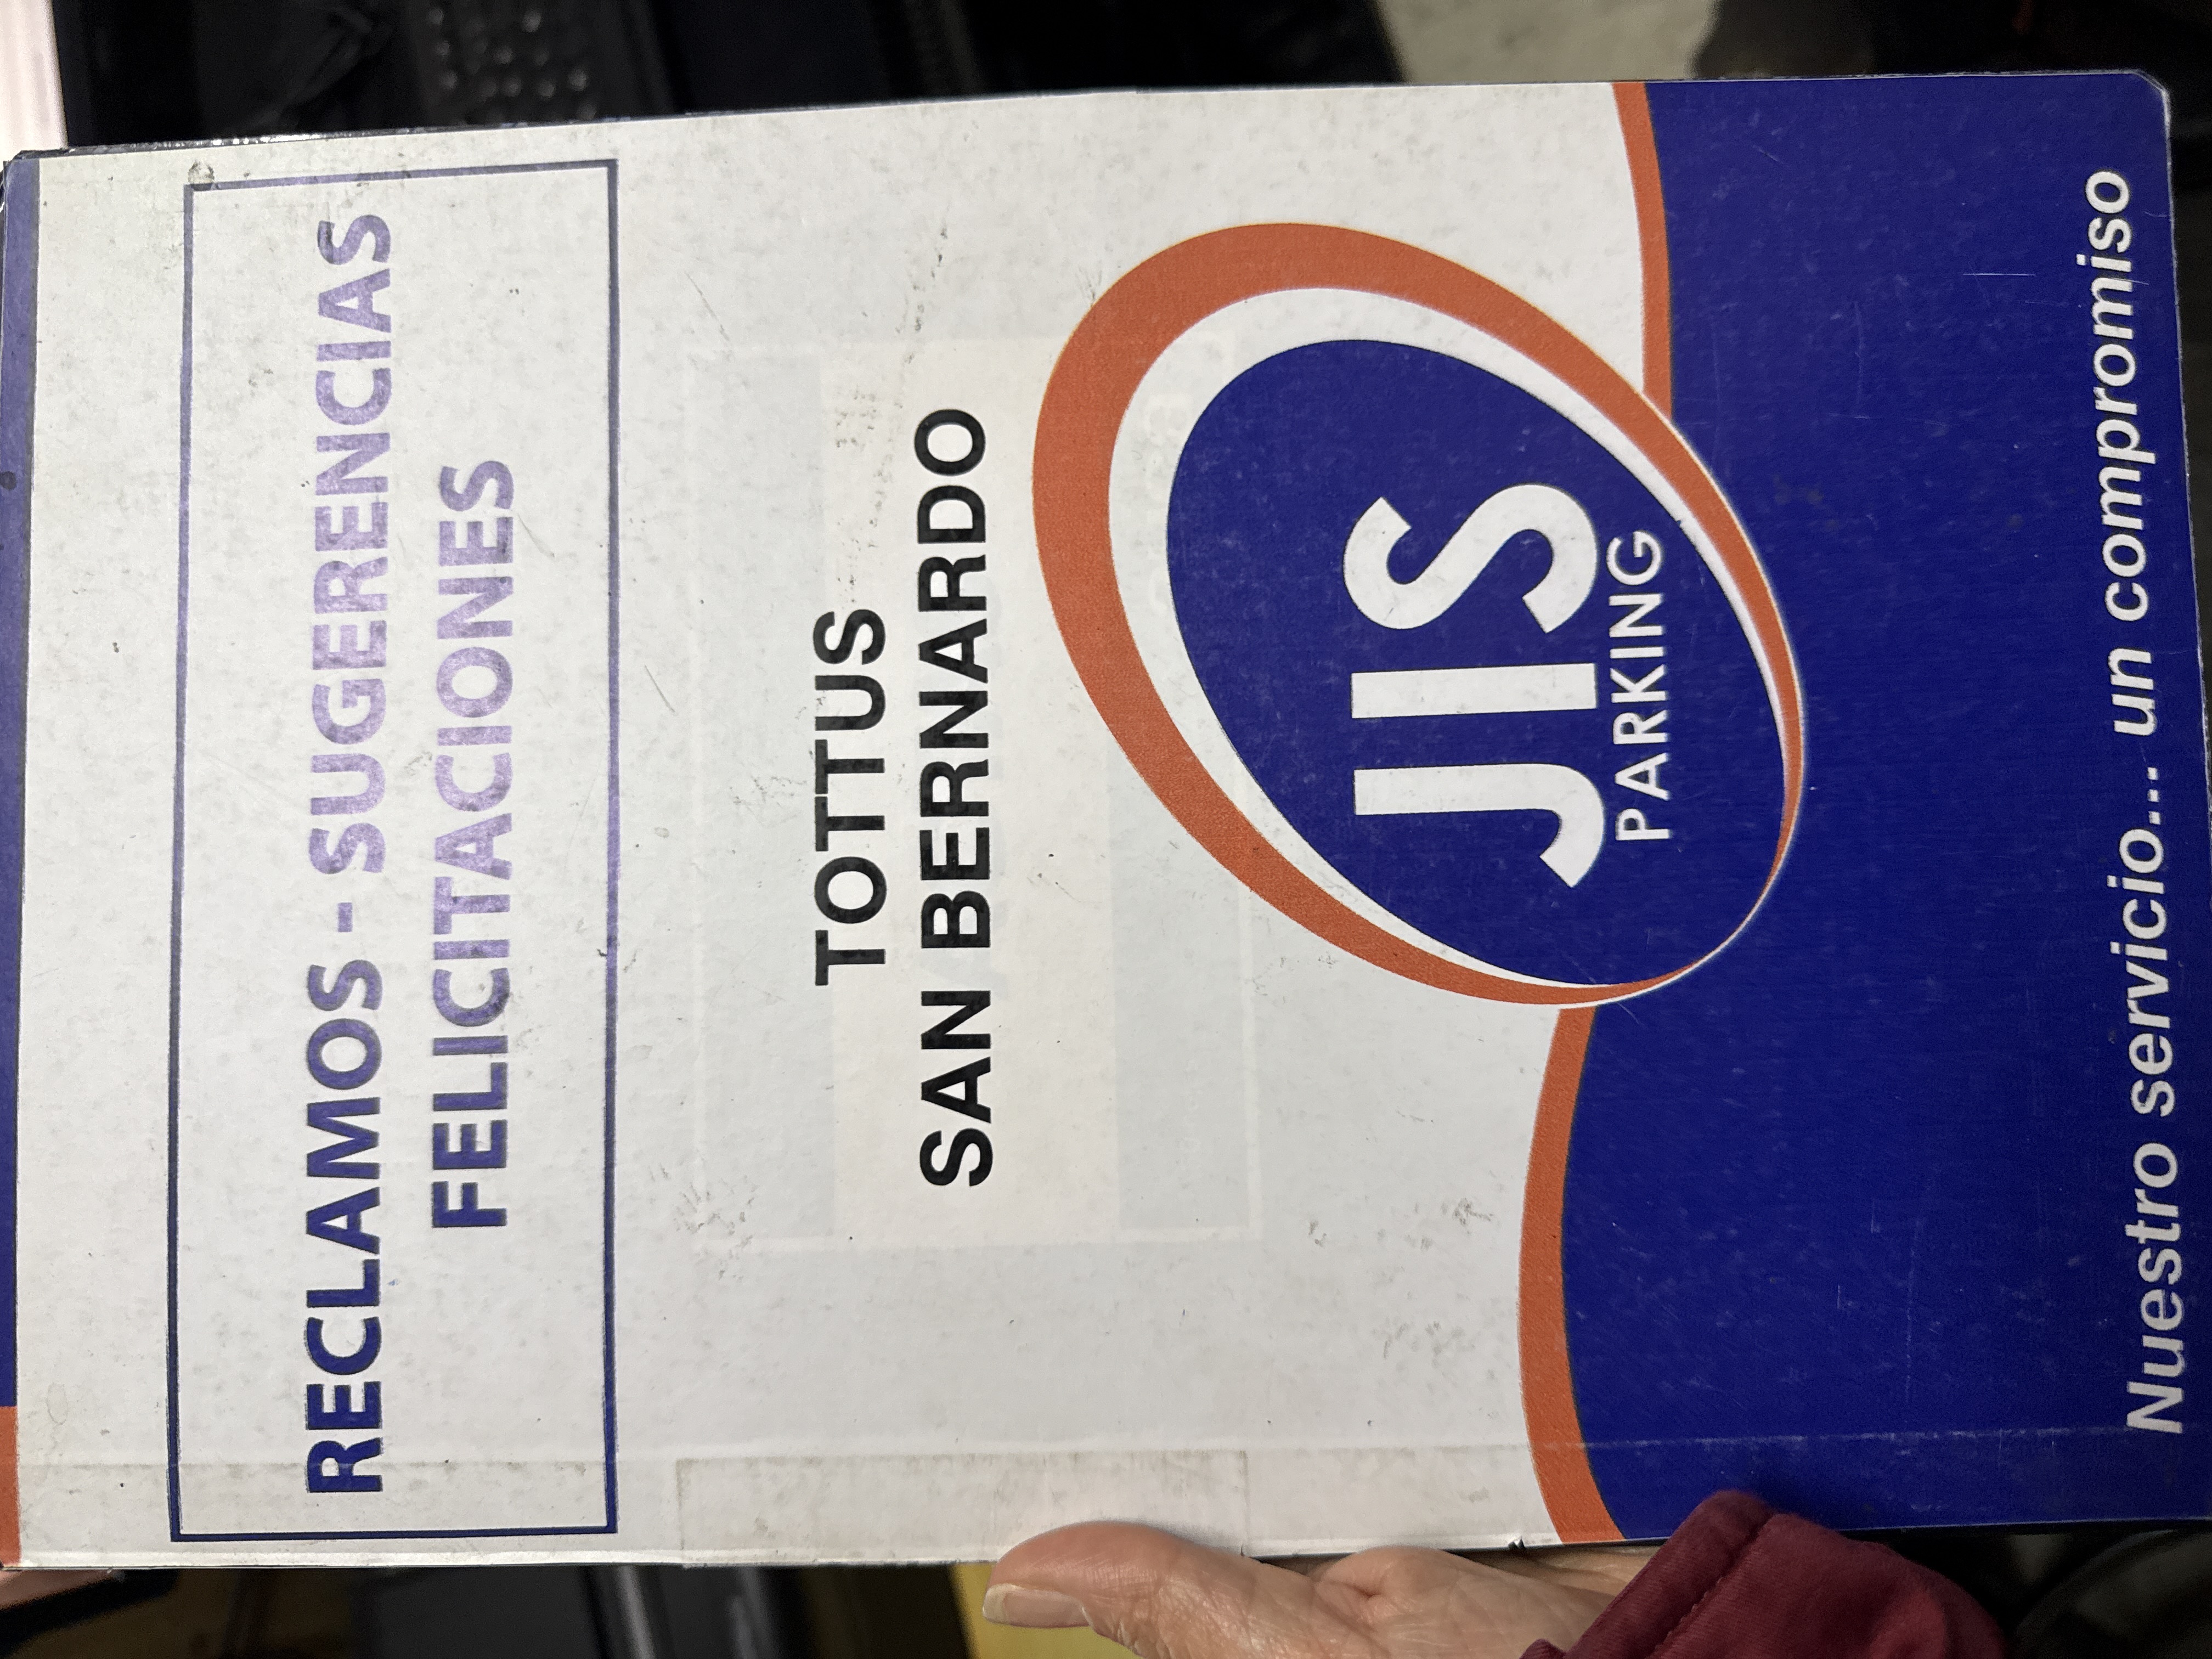 RECLAMOS - SUGERENCIAS
FELICITACIONES
TOTTUS
SAN BERNARDO
JIS
PARKING
Nuestro servicio... un compromiso